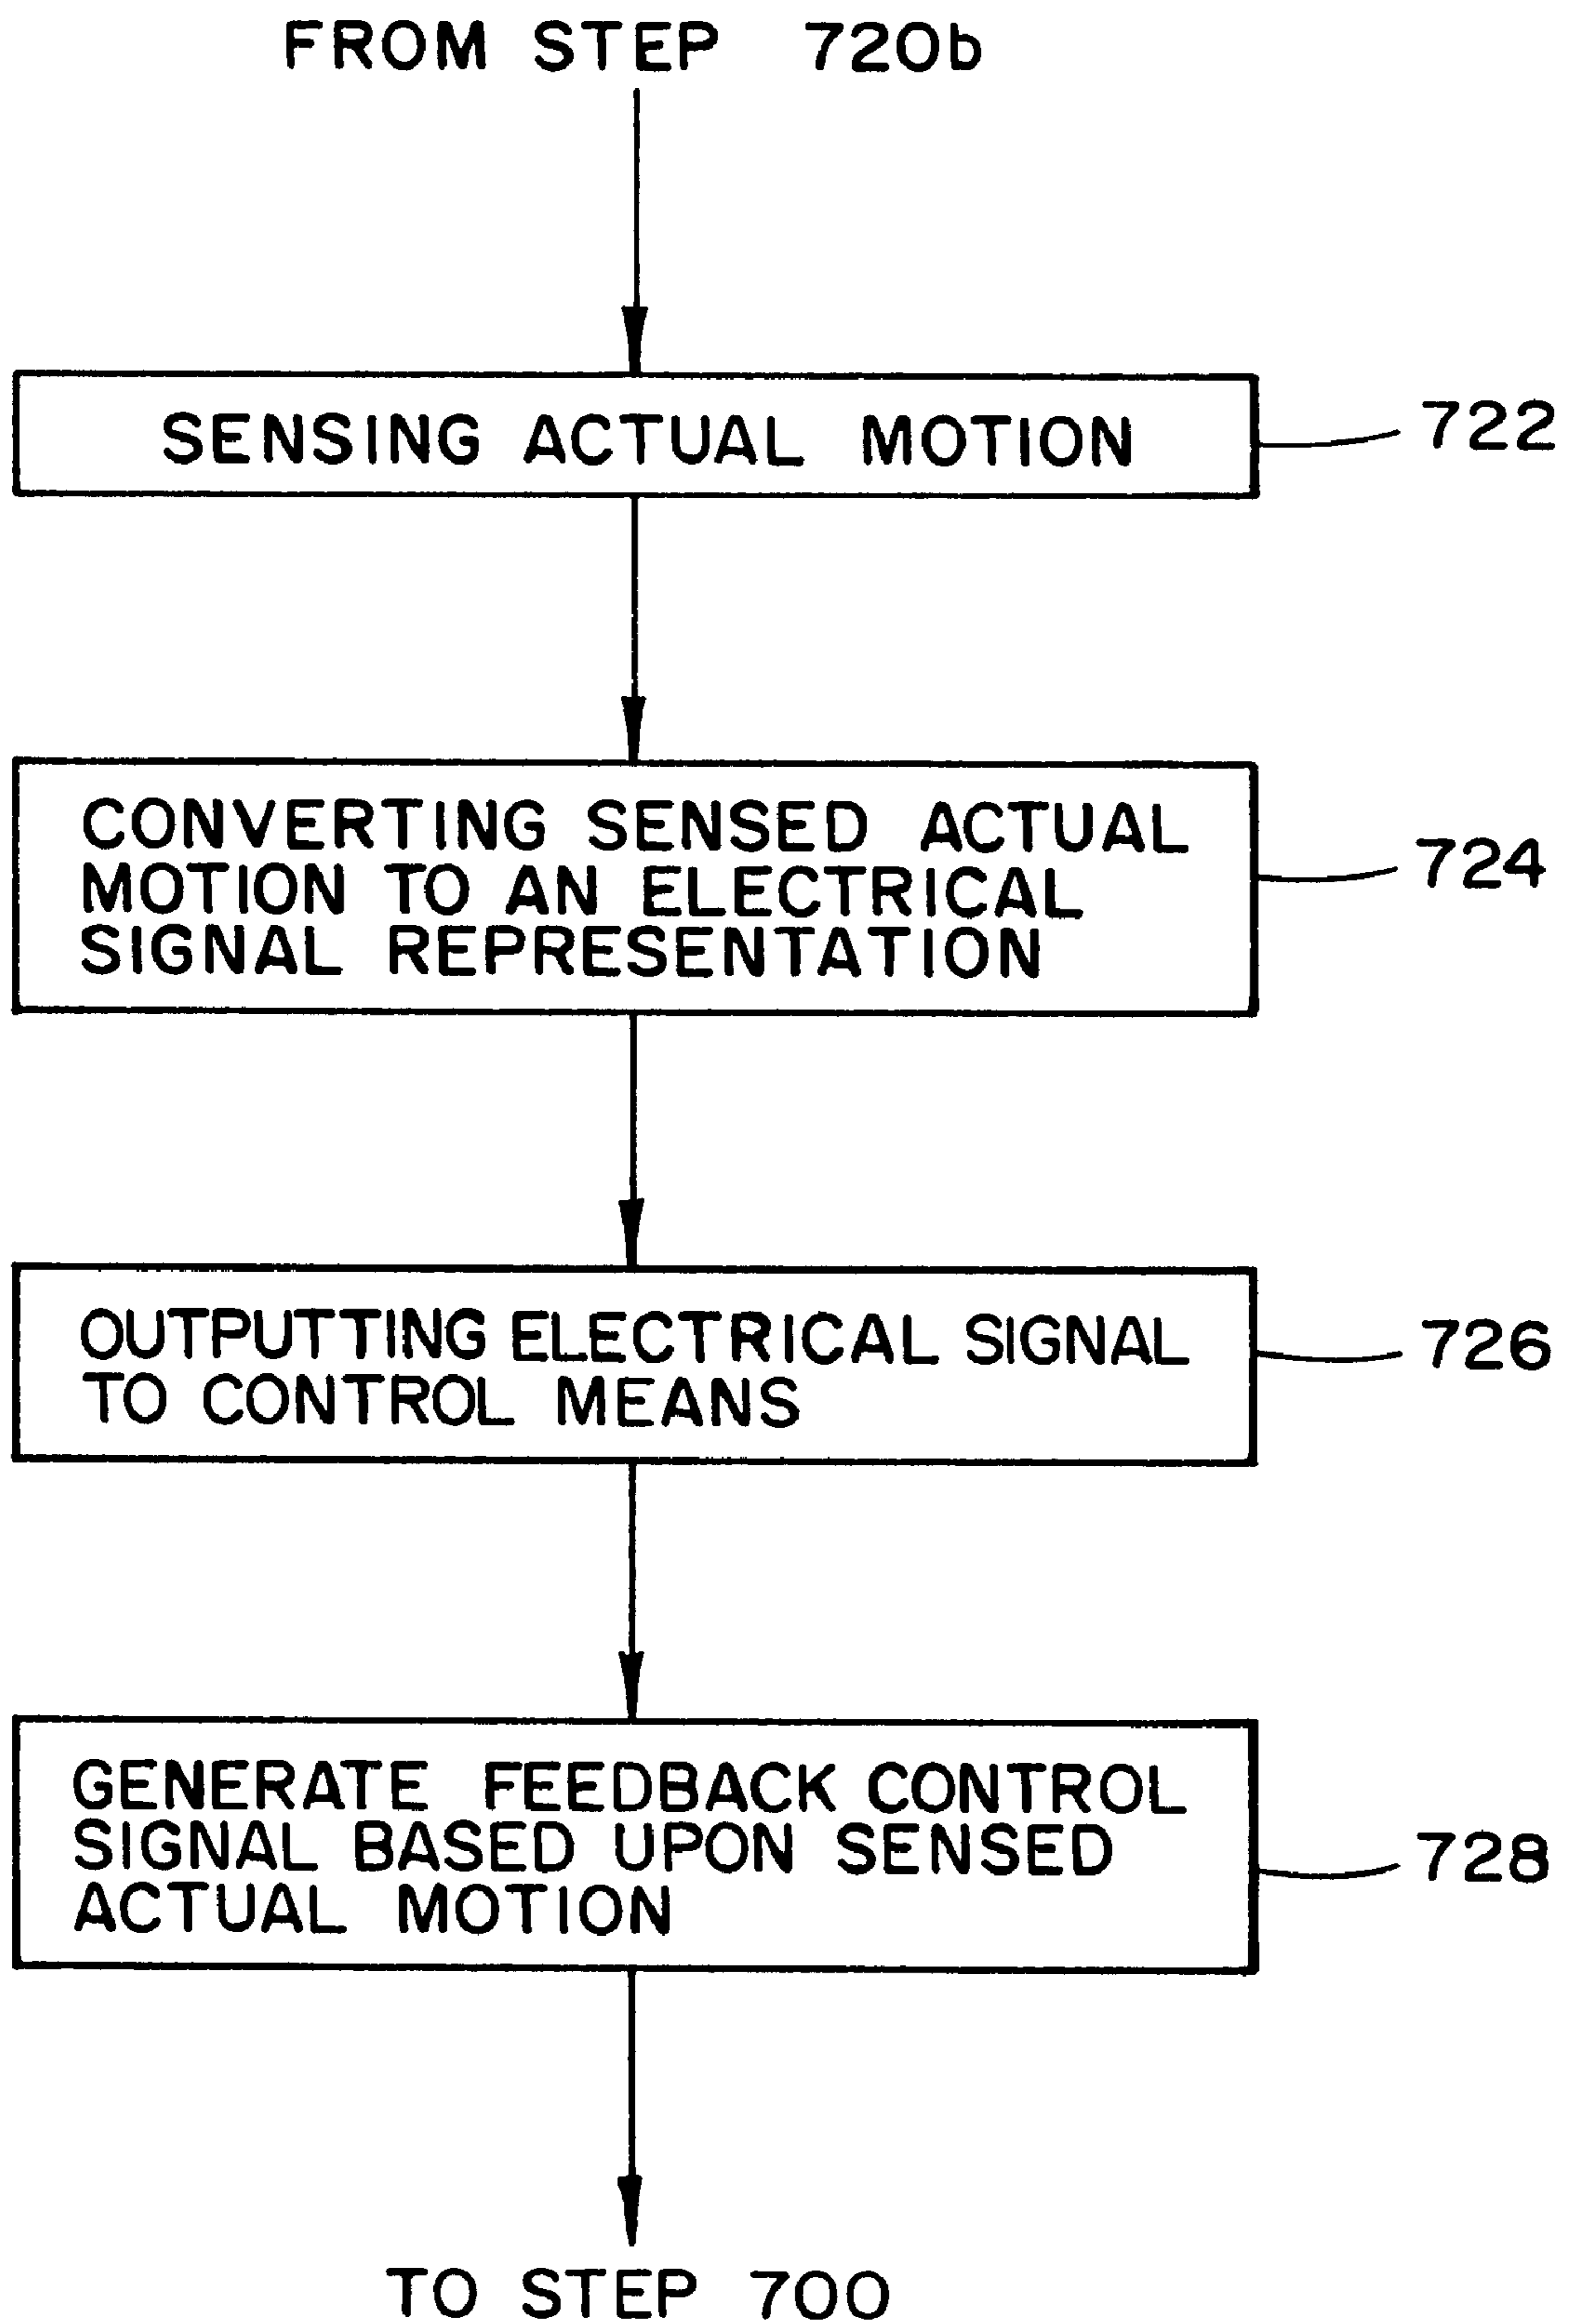 FROM STEP 720b
SENSING ACTUAL MOTION
722
CONVERTING SENSED ACTUAL
MOTION TO AN ELECTRICAL
SIGNAL REPRESENTATION
724
OUTPUTTING ELECTRICAL SIGNAL
TO CONTROL MEANS
726
GENERATE FEEDBACK CONTROL
SIGNAL BASED UPON SENSED
ACTUAL MOTION
728
TO STEP 700